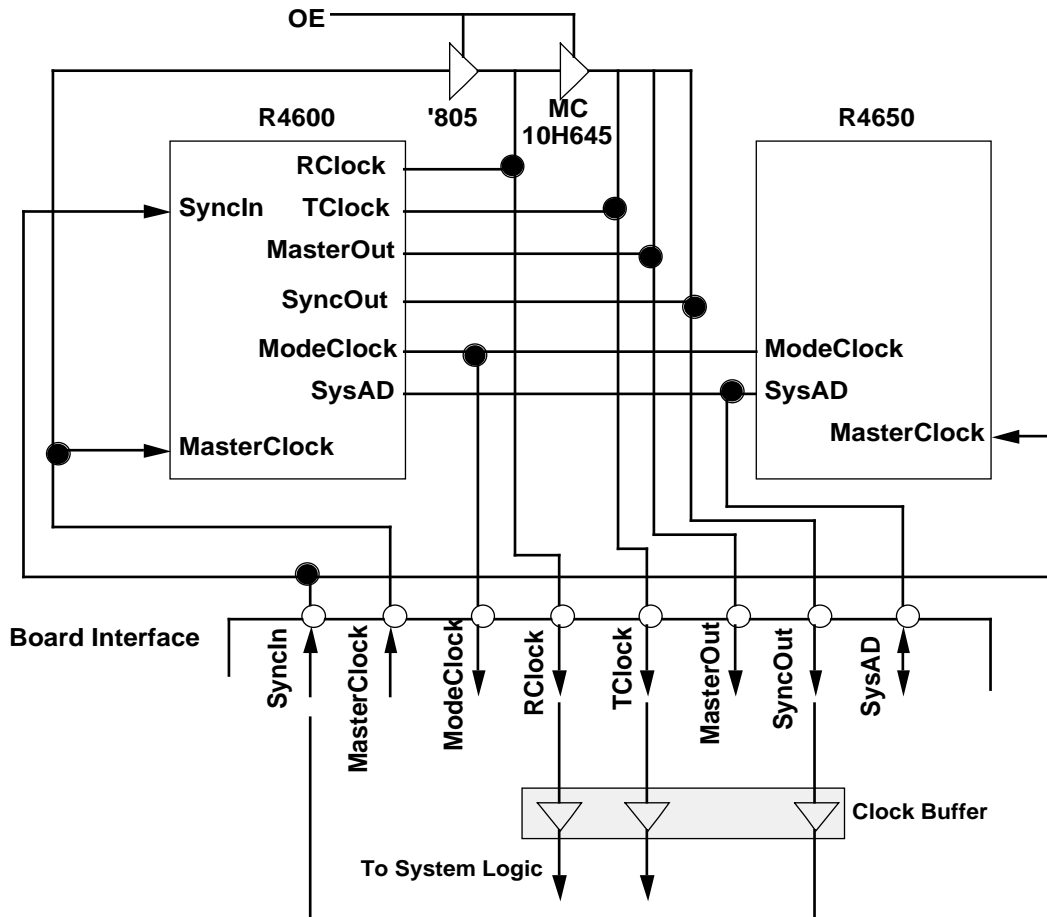 OE
'805
MC
10H645
R4600
R4650
RClock
SyncIn
TClock
MasterOut
SyncOut
ModeClock
SysAD
MasterClock
ModeClock
SysAD
MasterClock
Board Interface
SyncIn
MasterClock
ModeClock
RClock
TClock
MasterOut
SyncOut
SysAD
Clock Buffer
To System Logic